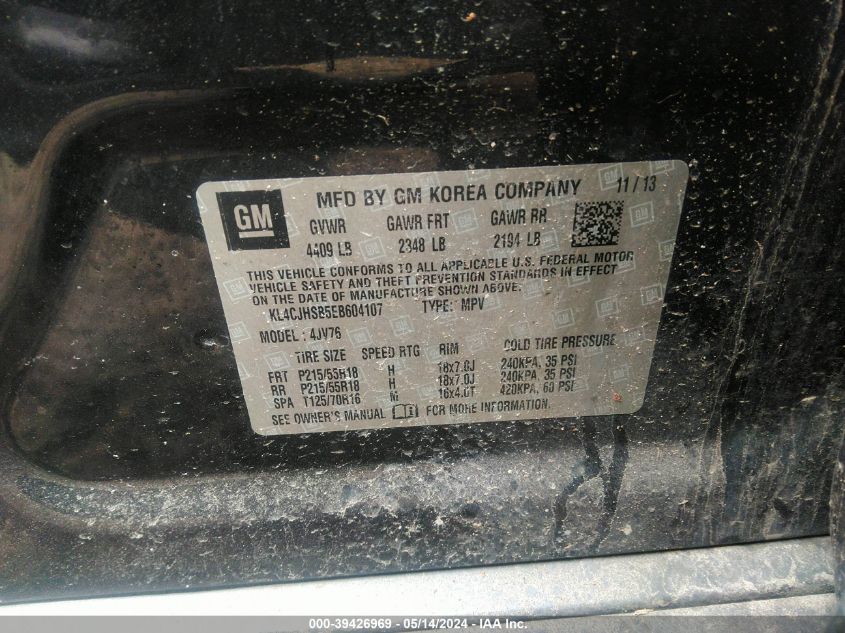 GM
MFD BY GM KOREA COMPANY 11/13
GVWR GAWR FRT GAWR RR
4409 LB 2348 LB 2194 LB
THIS VEHICLE CONFORMS TO ALL APPLICABLE U.S. FEDERAL MOTOR
VEHICLE SAFETY AND THEFT PREVENTION STANDARDS IN EFFECT
ON THE DATE OF MANUFACTURE SHOWN ABOVE.
KL4CJHSB5EB604107 TYPE: MPV
MODEL: 4JV76
TIRE SIZE SPEED RTG RIM COLD TIRE PRESSURE
FRT P215/55R18 H 18x7.0J 240KPA, 35 PSI
RR P215/55R18 H 18x7.0J 240KPA, 35 PSI
SPA T125/70R16 M 16x4.0T 420KPA, 60 PSI
SEE OWNER'S MANUAL FOR MORE INFORMATION.
000-39426969 - 05/14/2024 - IAA Inc.